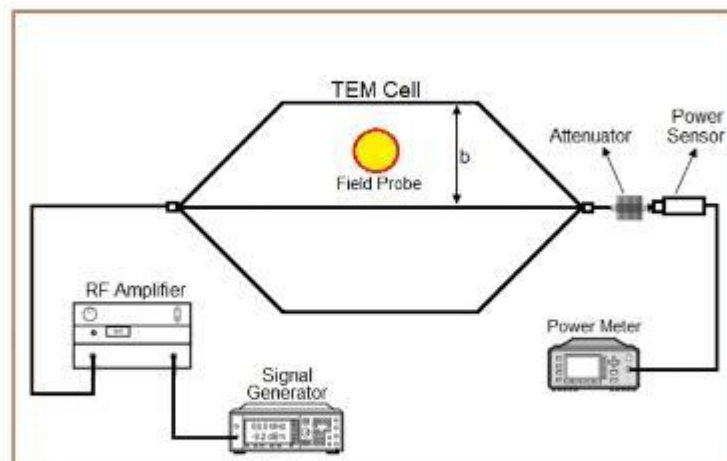 TEM Cell
Attenuator
Power
Sensor
b
Field Probe
RF Amplifier
Signal
Generator
Power Meter